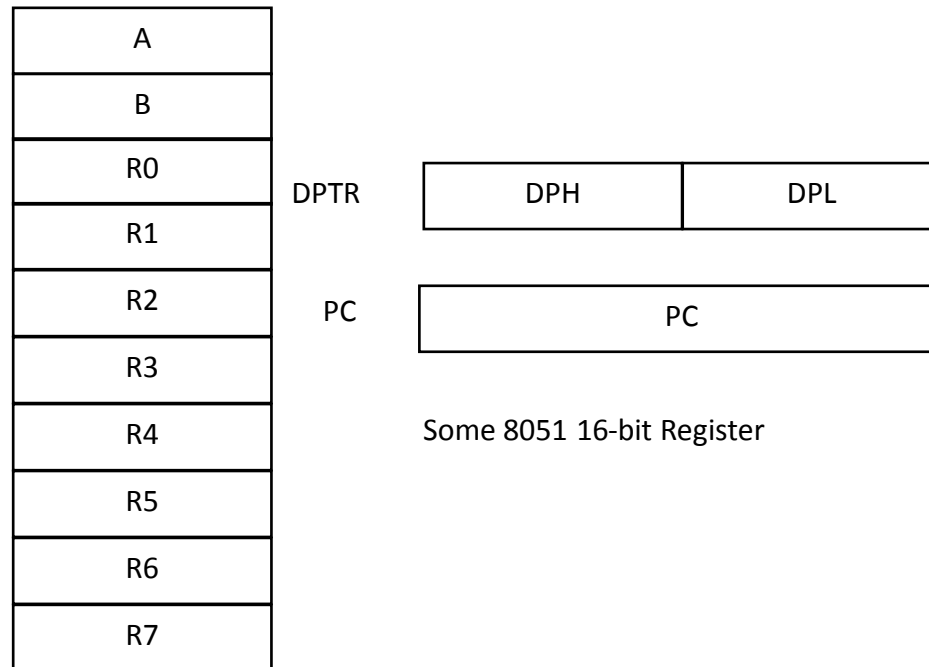 A
B
R0
R1
R2
R3
R4
R5
R6
R7
DPTR
DPH
DPL
PC
PC
Some 8051 16-bit Register